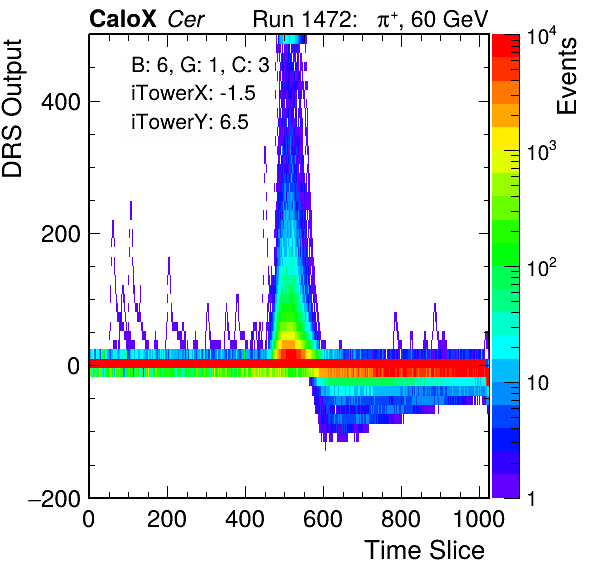 CaloX Cer Run 1472: π⁺, 60 GeV
B: 6, G: 1, C: 3
iTowerX: -1.5
iTowerY: 6.5
DRS Output
400
200
0
−200
0 200 400 600 800 1000
Time Slice
Events
10⁴
10³
10²
10
1